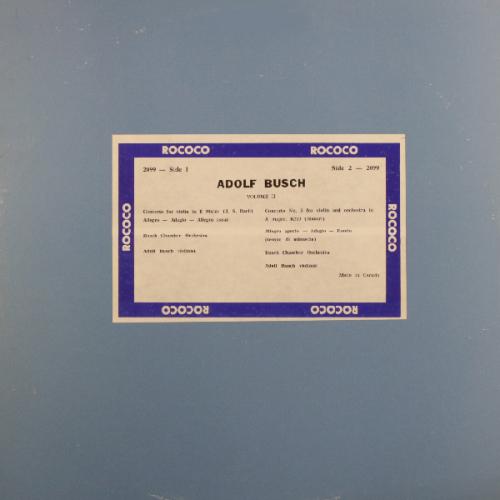 ROCOCO ROCOCO
2099 — Side 1
Side 2 — 2099
ADOLF BUSCH
VOLUME II
Concerto for violin in E Major (J. S. Bach)
Allegro — Adagio — Allegro assai
Busch Chamber Orchestra
Adolf Busch violinist
Concerto No. 5 for violin and orchestra in
A major, K219 (Mozart)
Allegro aperto — Adagio — Rondo
(tempo di minuetto)
Busch Chamber Orchestra
Adolf Busch violinist
Made in Canada
ROCOCO
ROCOCO
ROCOCO ROCOCO